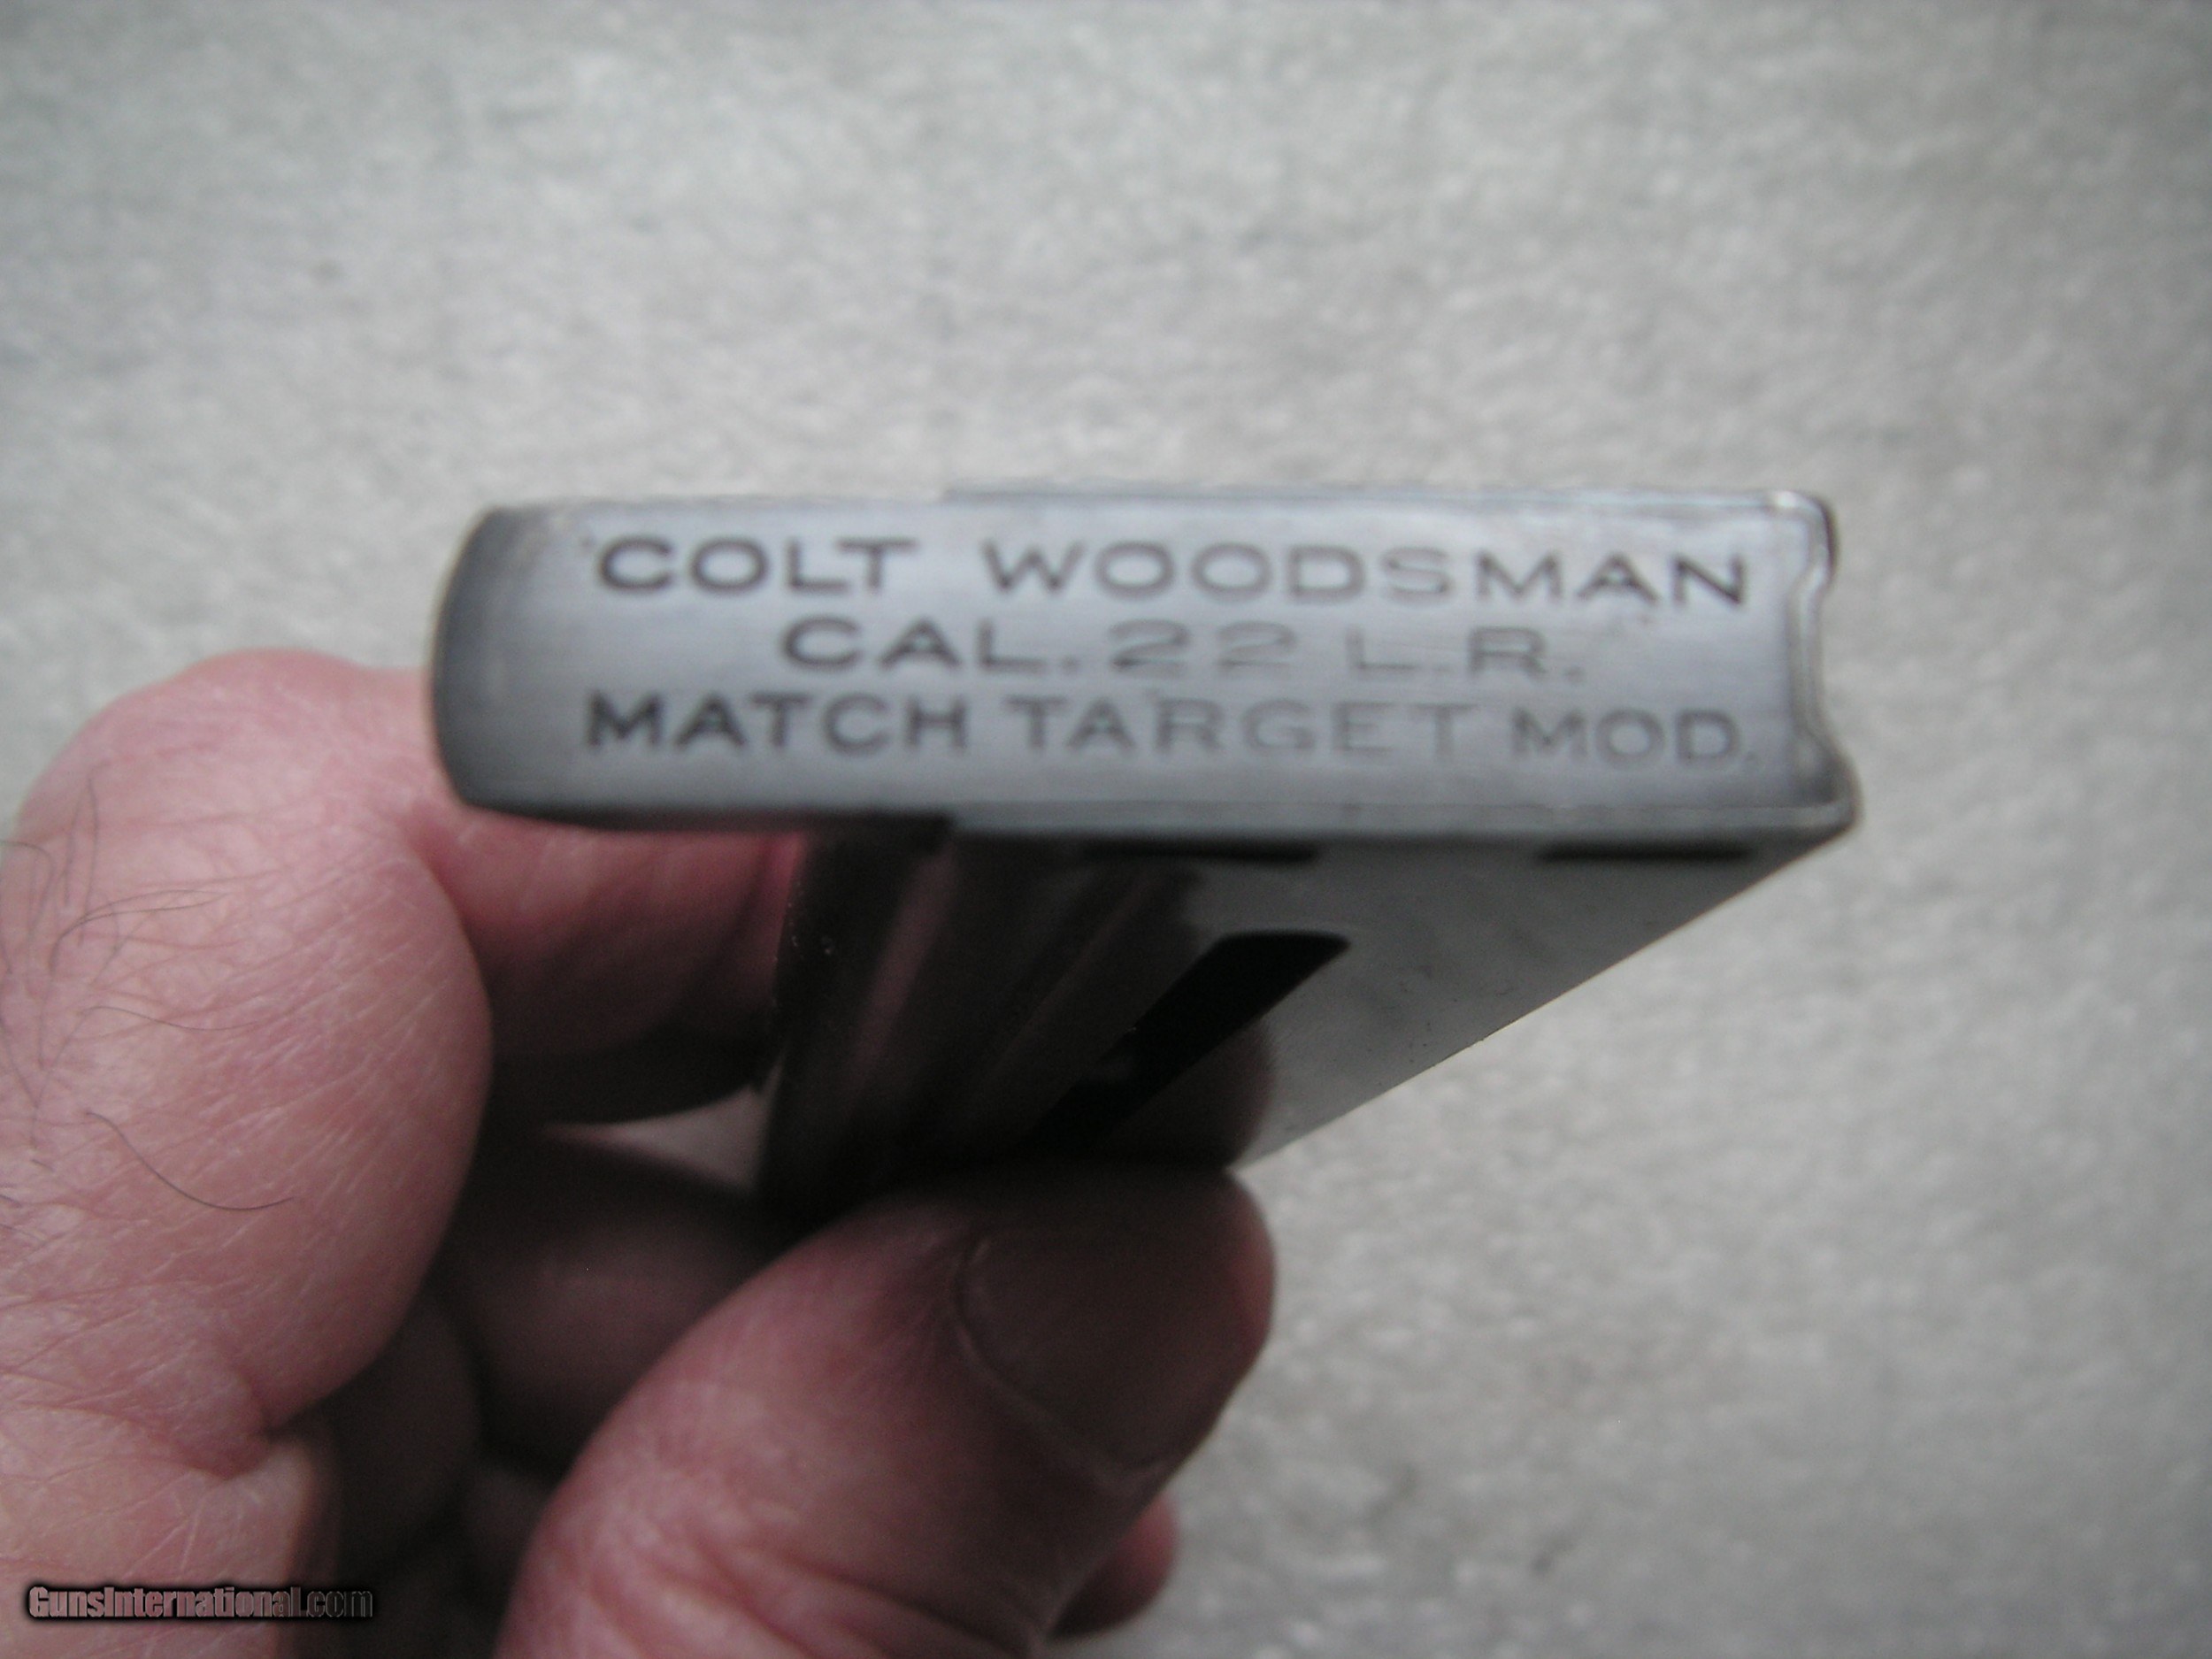 COLT WOODSMAN
CAL. 22 L.R.
MATCH TARGET MOD.
GunsInternational.com